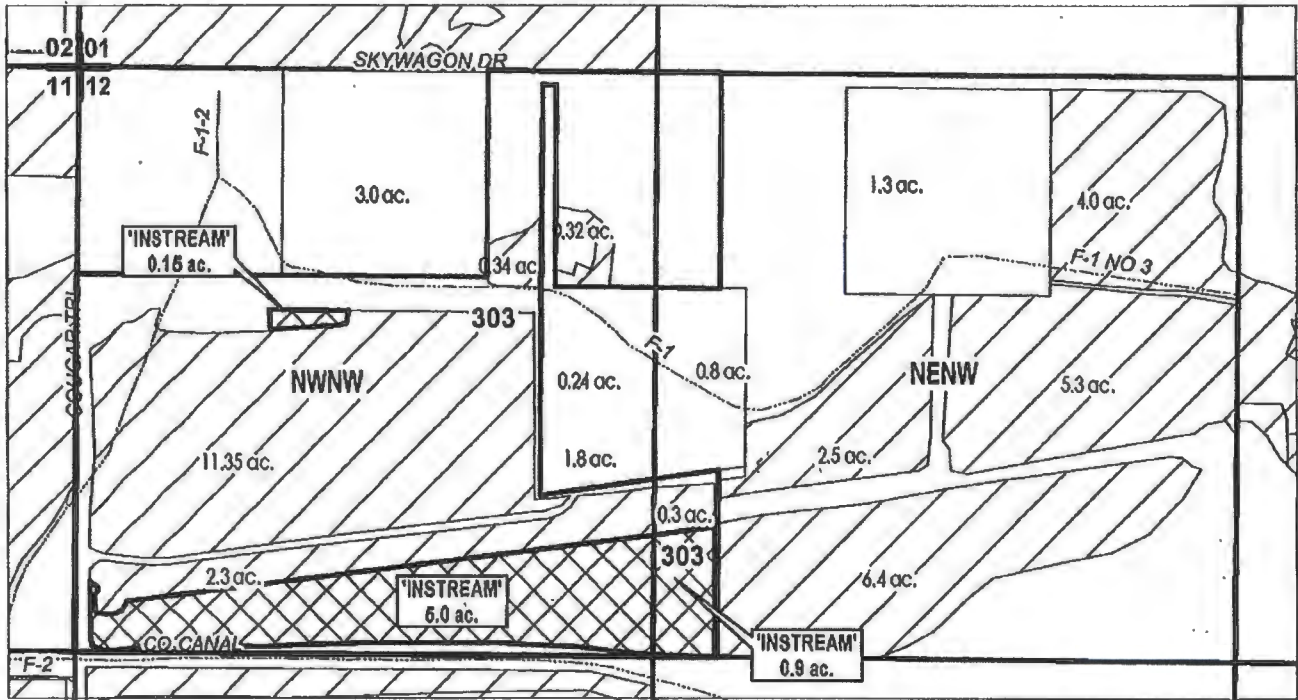 02 01
SKYWAGON DR
11 12
F-1-2
3.0 ac.
1.3 ac.
4.0 ac.
0.32 ac.
'INSTREAM'
0.15 ac.
0.34 ac.
F-1 NO 3
303
F-1
COUGAR TRL
NWNW
0.24 ac.
0.8 ac.
NENW
5.3 ac.
11.35 ac.
1.8 ac.
2.5 ac.
0.3 ac.
303
2.3 ac.
'INSTREAM'
6.4 ac.
CO. CANAL
'INSTREAM'
0.9 ac.
F-2